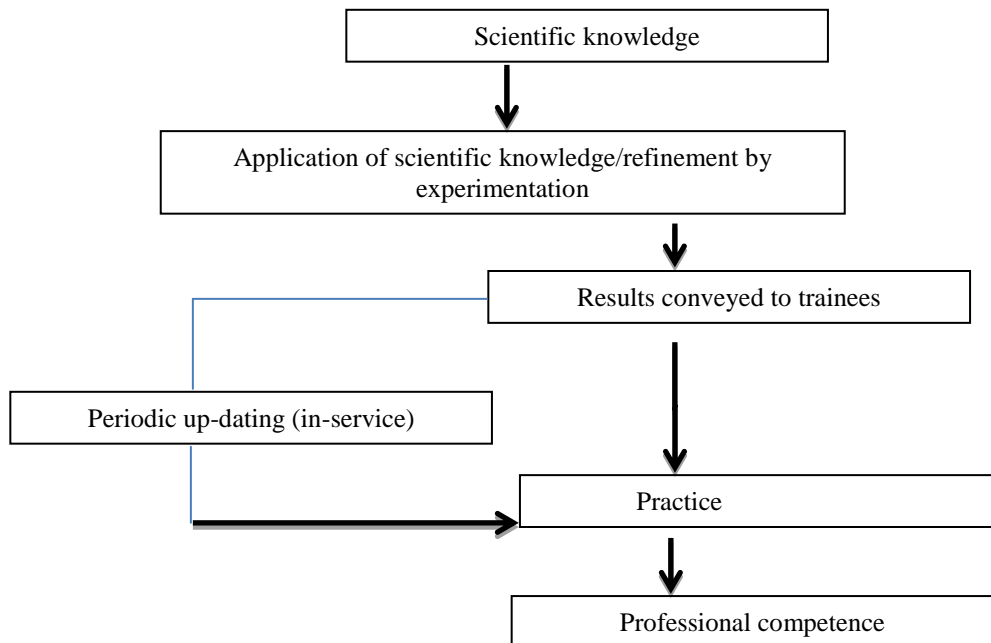 Scientific knowledge
Application of scientific knowledge/refinement by
experimentation
Results conveyed to trainees
Periodic up-dating (in-service)
Practice
Professional competence